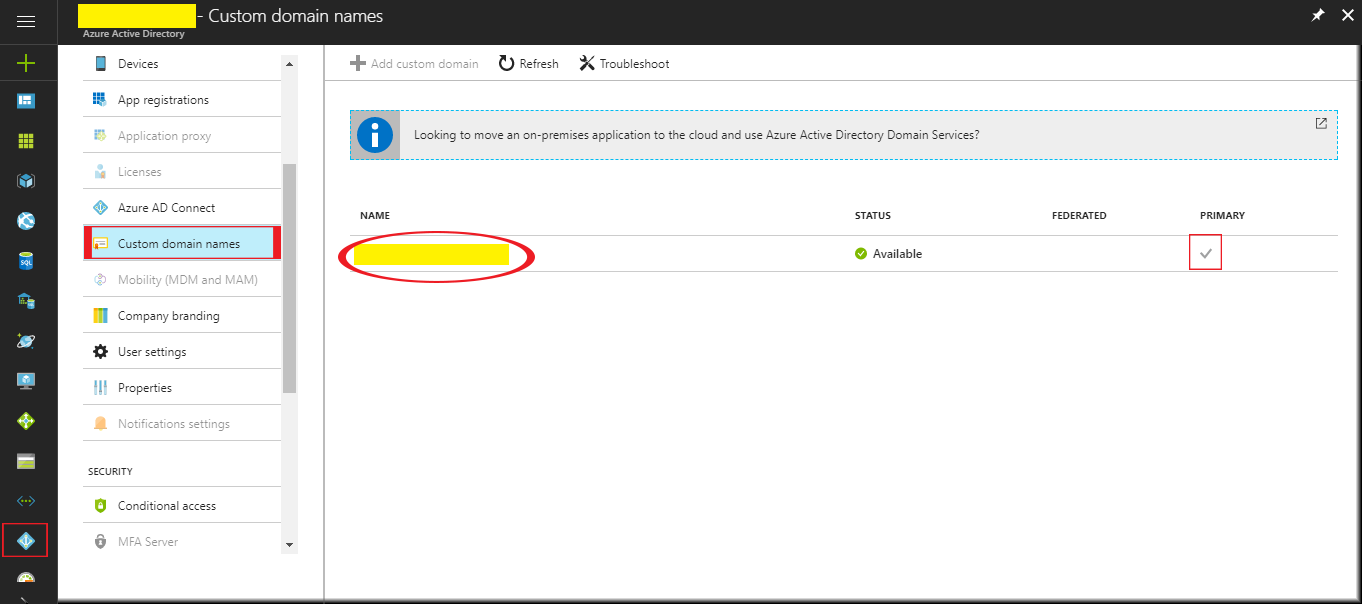 - Custom domain names
Azure Active Directory
Devices
App registrations
Application proxy
Licenses
Azure AD Connect
Custom domain names
Mobility (MDM and MAM)
Company branding
User settings
Properties
Notifications settings
SECURITY
Conditional access
MFA Server
Add custom domain
Refresh
Troubleshoot
Looking to move an on-premises application to the cloud and use Azure Active Directory Domain Services?
NAME STATUS FEDERATED PRIMARY
Available
SQL